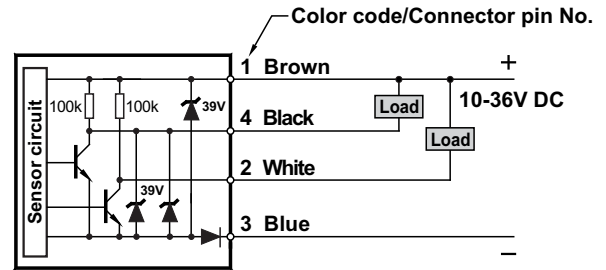 Color code/Connector pin No.
1 Brown
+
100k
100k
39V
10-36V DC
Load
4 Black
Load
Sensor circuit
2 White
39V
3 Blue
–